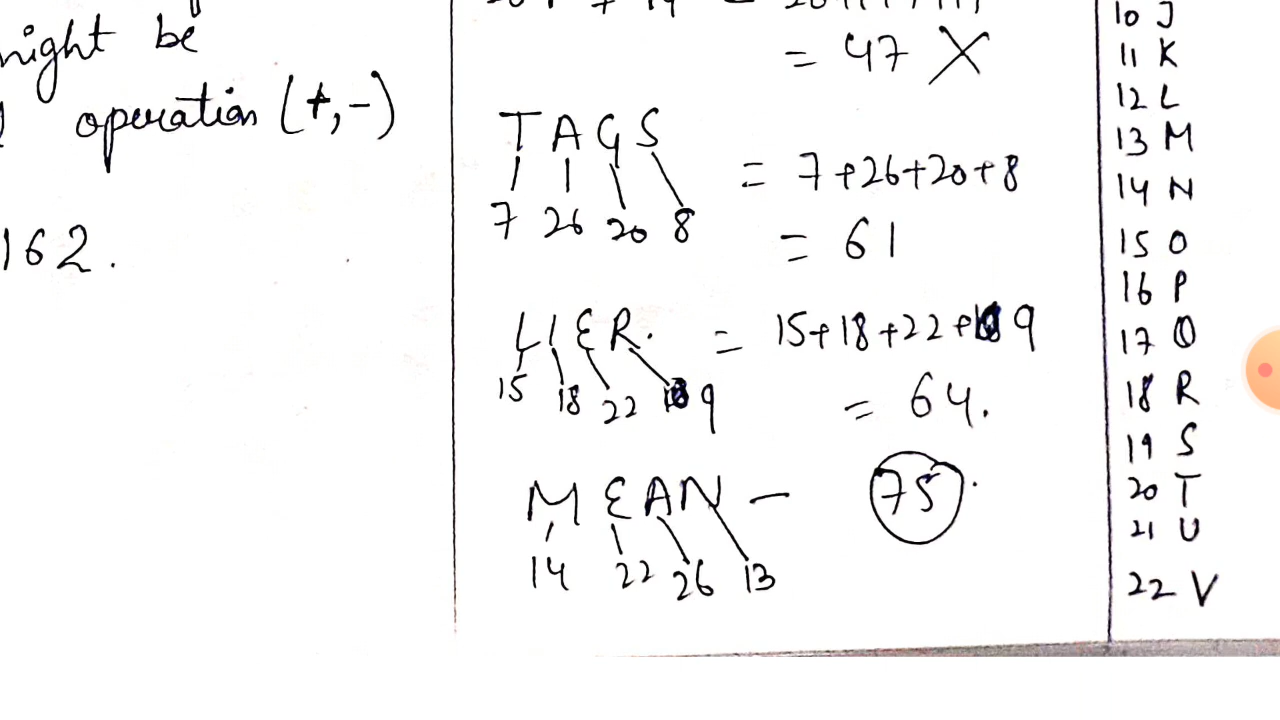 might be
operation (+,-)
162.
= 47 X
TAGS
7 26 20 8
= 7+26+20+8
= 61
LIER.
15 18 22 9
= 15+18+22+ 9
= 64.
MEAN - 75.
14 22 26 13
10 J
11 K
12 L
13 M
14 N
15 O
16 P
17 Q
18 R
19 S
20 T
21 U
22 V